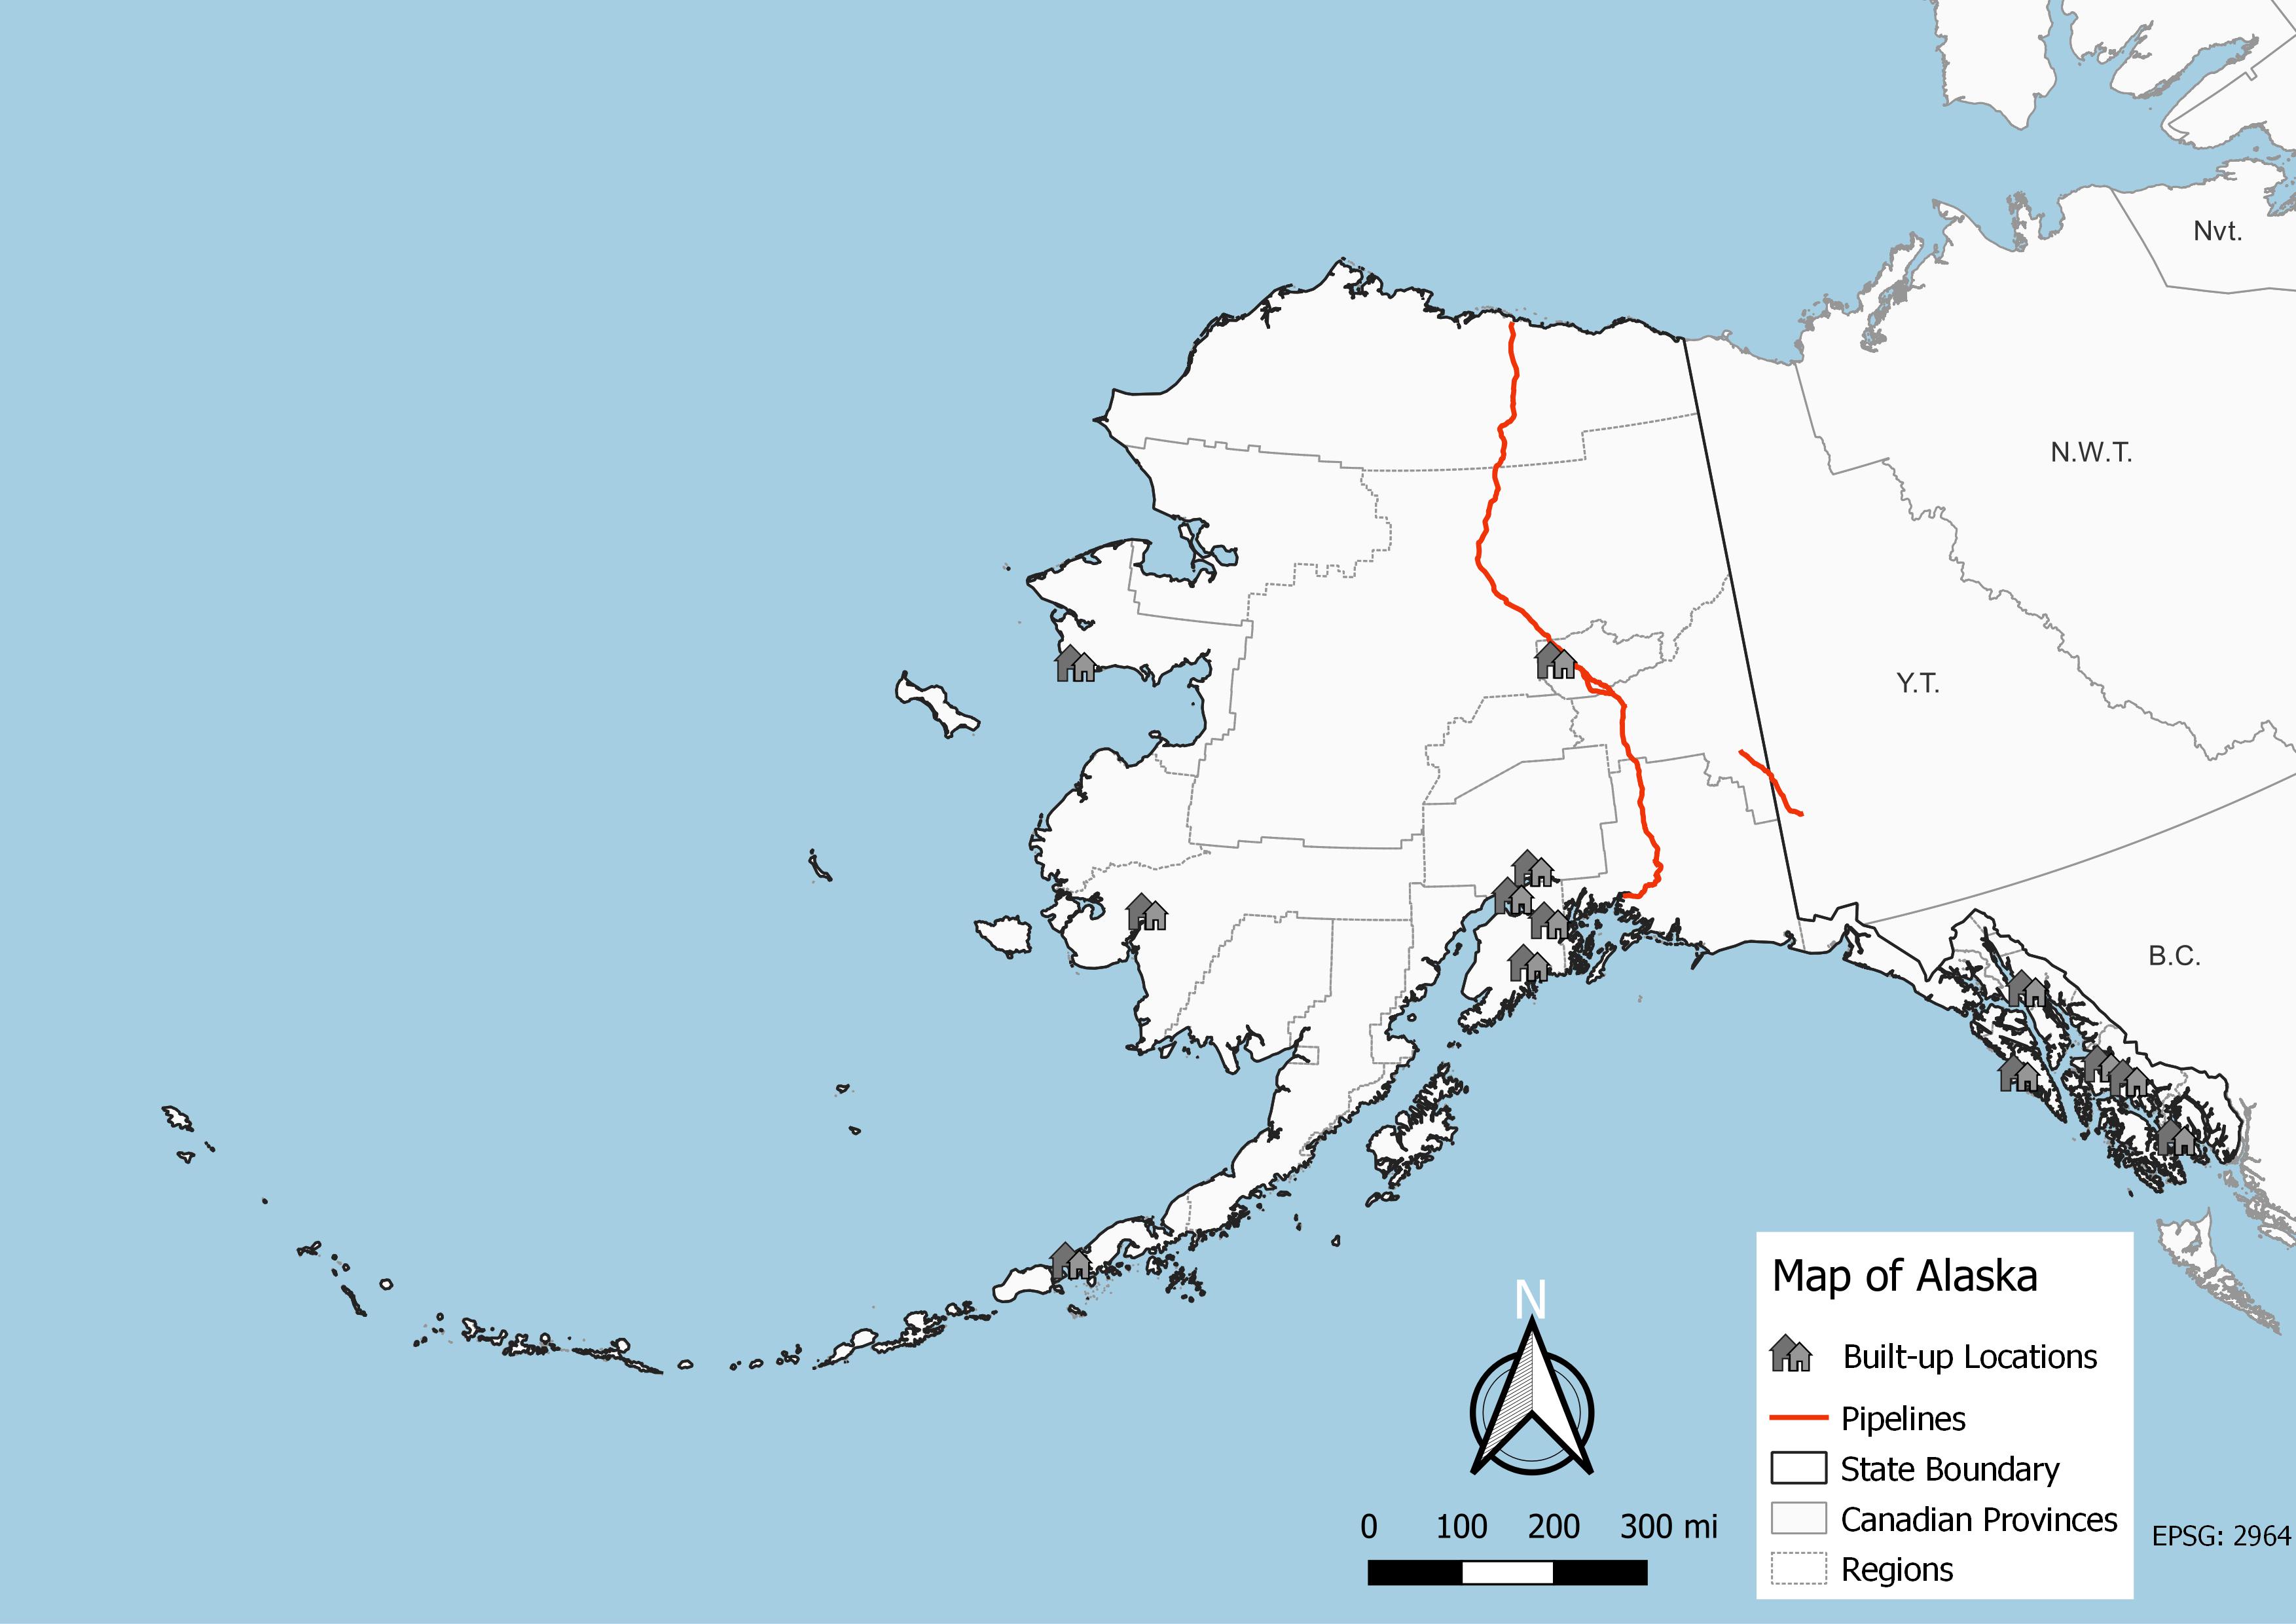 Nvt.
N.W.T.
Y.T.
B.C.
N
0 100 200 300 mi
Map of Alaska
Built-up Locations
Pipelines
State Boundary
Canadian Provinces
Regions
EPSG: 2964